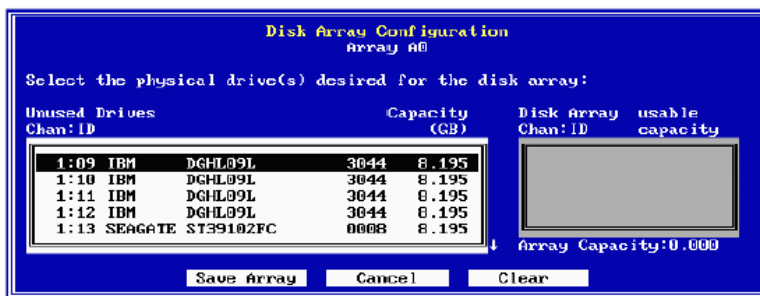 Disk Array Configuration
Array A0
Select the physical drive(s) desired for the disk array:
Unused Drives Capacity Disk Array usable
Chan:ID (GB) Chan:ID capacity
1:09 IBM DGHL09L 3044 8.195
1:10 IBM DGHL09L 3044 8.195
1:11 IBM DGHL09L 3044 8.195
1:12 IBM DGHL09L 3044 8.195
1:13 SEAGATE ST39102FC 0008 8.195
↓ Array Capacity:0.000
Save Array Cancel Clear